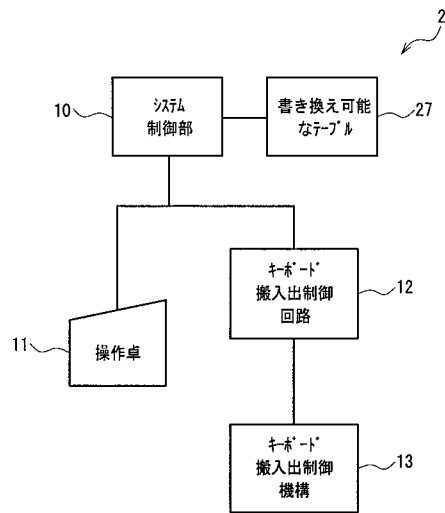 2
システム
制御部
10
書き換え可能
なテーブル
27
キーボード
搬入出制御
回路
12
操作卓
11
キーボード
搬入出制御
機構
13